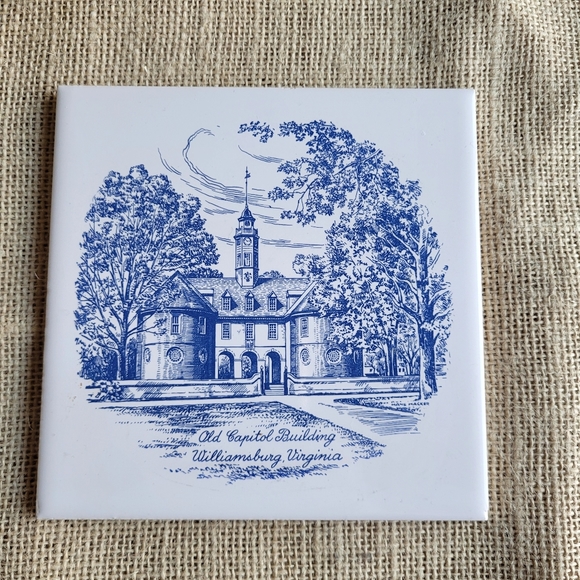 Old Capitol Building
Williamsburg, Virginia